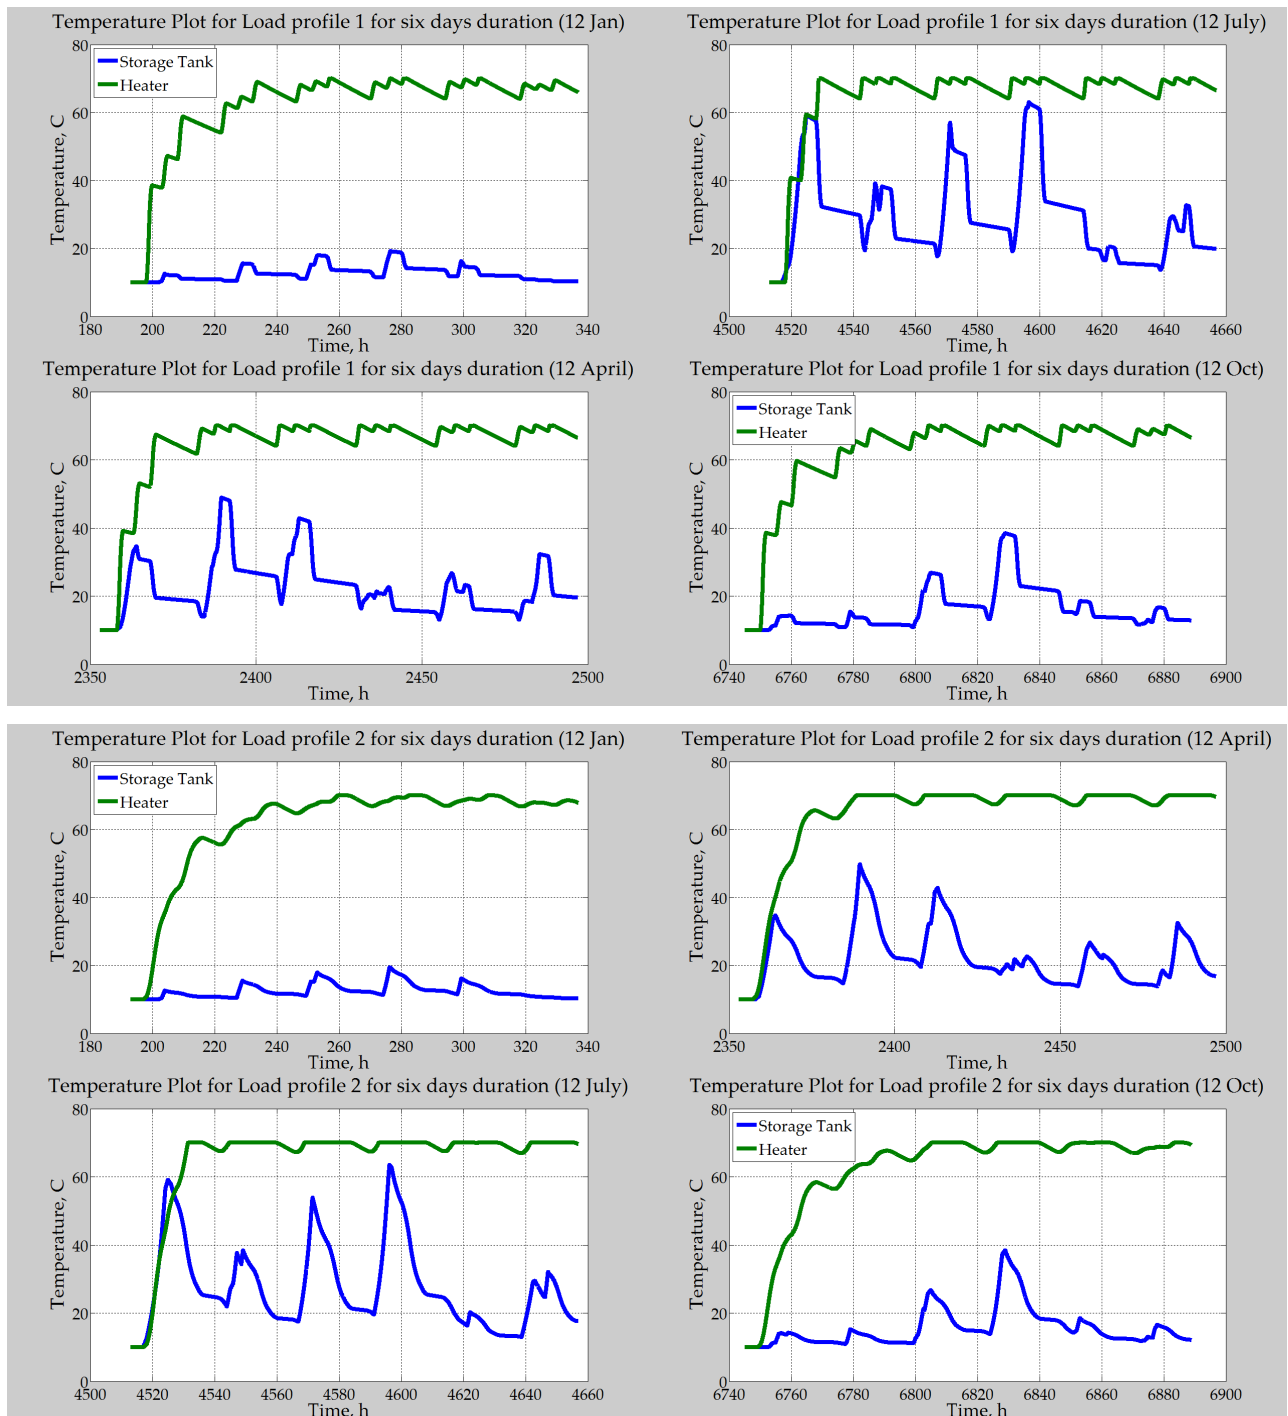 Temperature Plot for Load profile 1 for six days duration (12 Jan)
80
60
40
20
0
Temperature, C
Storage Tank
Heater
180 200 220 240 260 280 300 320 340
Time, h
Temperature Plot for Load profile 1 for six days duration (12 July)
80
60
40
20
0
Temperature, C
4500 4520 4540 4560 4580 4600 4620 4640 4660
Time, h
Temperature Plot for Load profile 1 for six days duration (12 April)
80
60
40
20
0
Temperature, C
2350 2400 2450 2500
Time, h
Temperature Plot for Load profile 1 for six days duration (12 Oct)
80
60
40
20
0
Temperature, C
Storage Tank
Heater
6740 6760 6780 6800 6820 6840 6860 6880 6900
Time, h
Temperature Plot for Load profile 2 for six days duration (12 Jan)
80
60
40
20
0
Temperature, C
Storage Tank
Heater
180 200 220 240 260 280 300 320 340
Time, h
Temperature Plot for Load profile 2 for six days duration (12 April)
80
60
40
20
0
Temperature, C
2350 2400 2450 2500
Time, h
Temperature Plot for Load profile 2 for six days duration (12 July)
80
60
40
20
0
Temperature, C
4500 4520 4540 4560 4580 4600 4620 4640 4660
Time, h
Temperature Plot for Load profile 2 for six days duration (12 Oct)
80
60
40
20
0
Temperature, C
Storage Tank
Heater
6740 6760 6780 6800 6820 6840 6860 6880 6900
Time, h